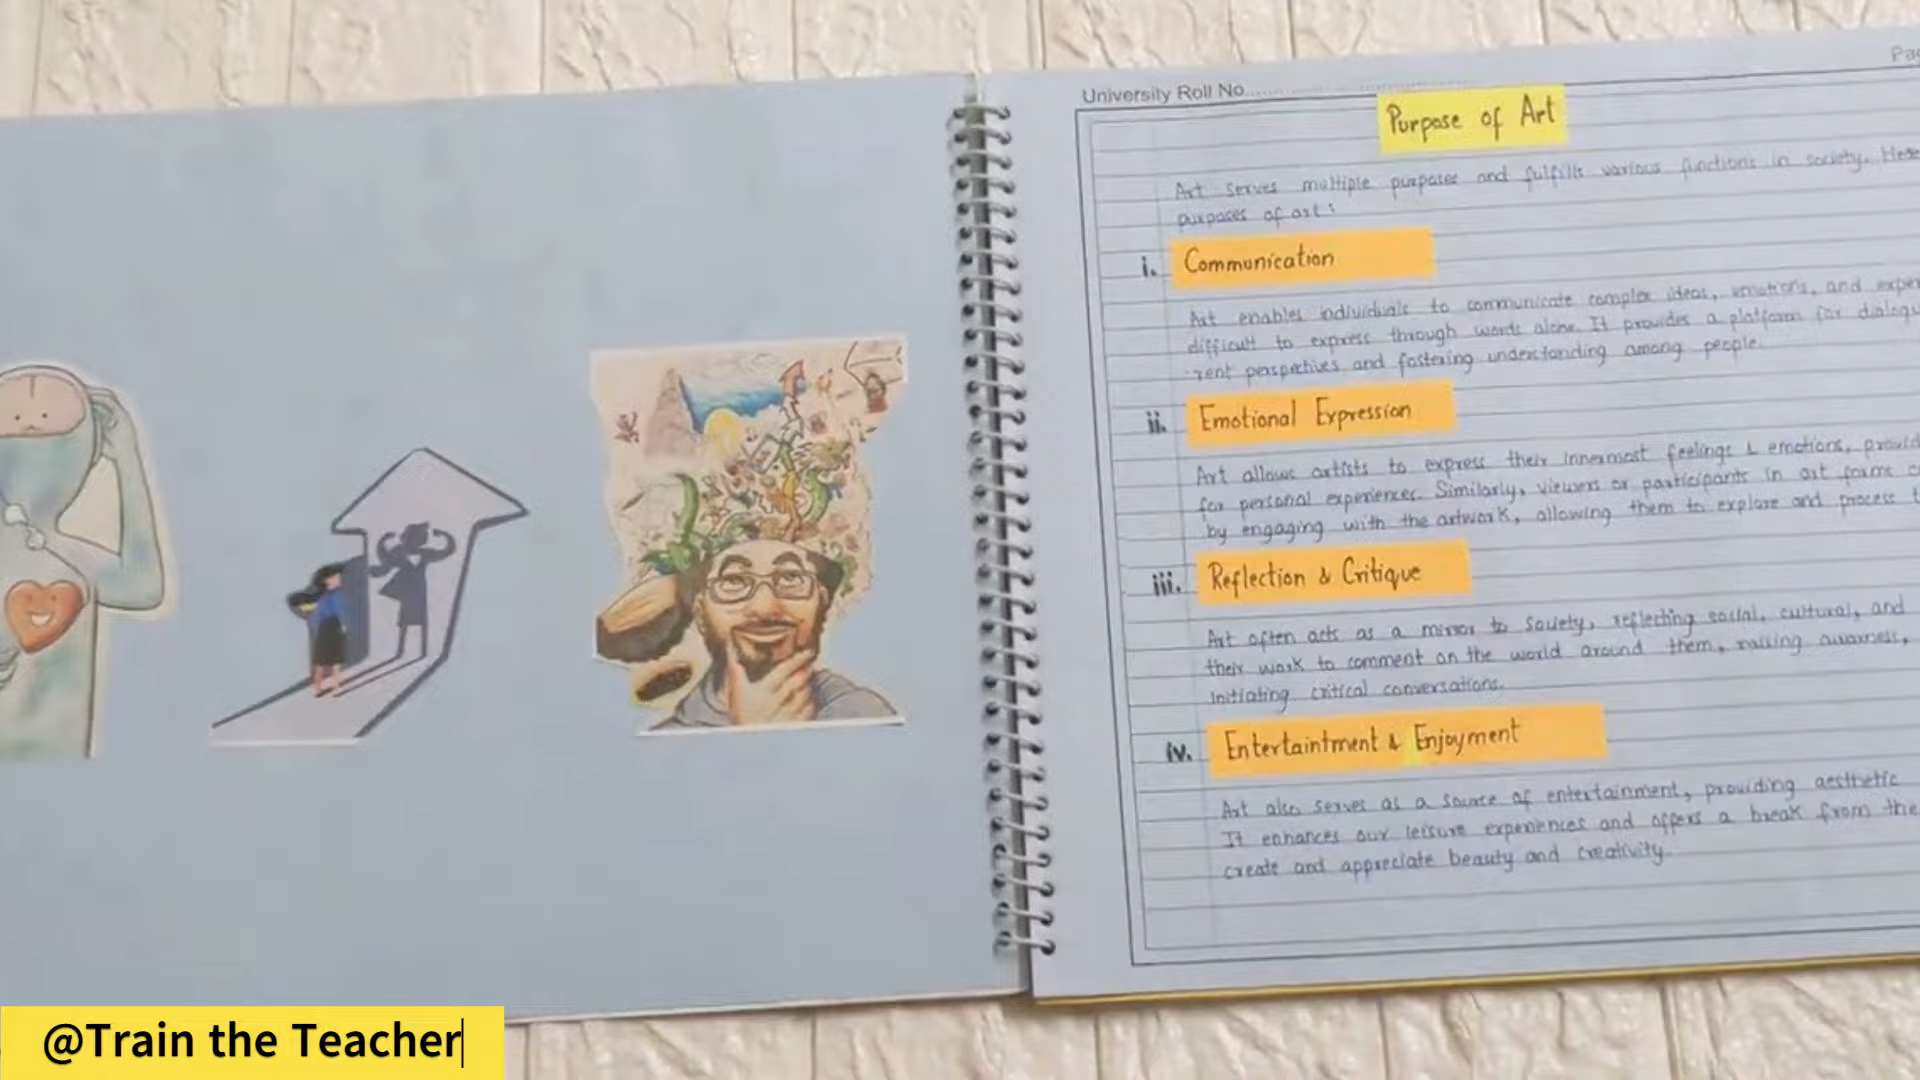 University Roll No
Pa
Purpose of Art
Art serves multiple purposes and fulfills various functions in society. Here
purposes of art:
i. Communication
Art enables individuals to communicate complex ideas, emotions, and exper
difficult to express through words alone. It provides a platform for dialogu
rent perspectives and fostering understanding among people.
ii. Emotional Expression
Art allows artists to express their innermost feelings & emotions, provid
for personal experiences. Similarly, viewers or participants in art forms c
by engaging with the artwork, allowing them to explore and process t
iii. Reflection & Critique
Art often acts as a mirror to society, reflecting social, cultural, and
their work to comment on the world around them, raising awareness,
initiating critical conversations.
iv. Entertaintment & Enjoyment
Art also serves as a source of entertainment, providing aesthetic
It enhances our leisure experiences and offers a break from the
create and appreciate beauty and creativity.
@Train the Teacher